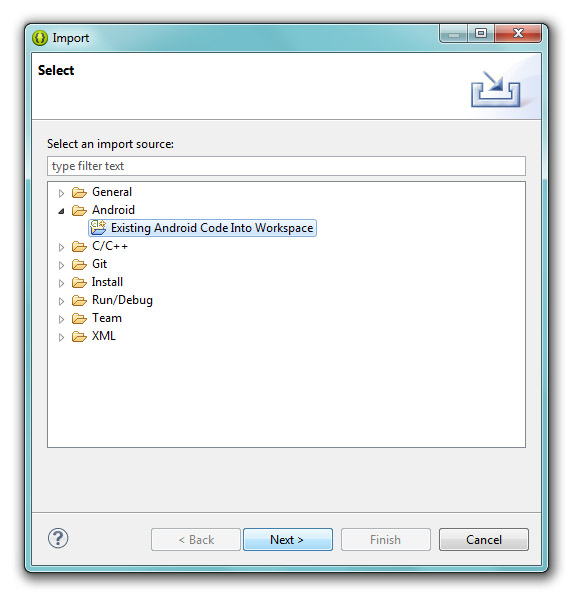 Import
Select
Select an import source:
type filter text
General
Android
Existing Android Code Into Workspace
C/C++
Git
Install
Run/Debug
Team
XML
?
< Back
Next >
Finish
Cancel